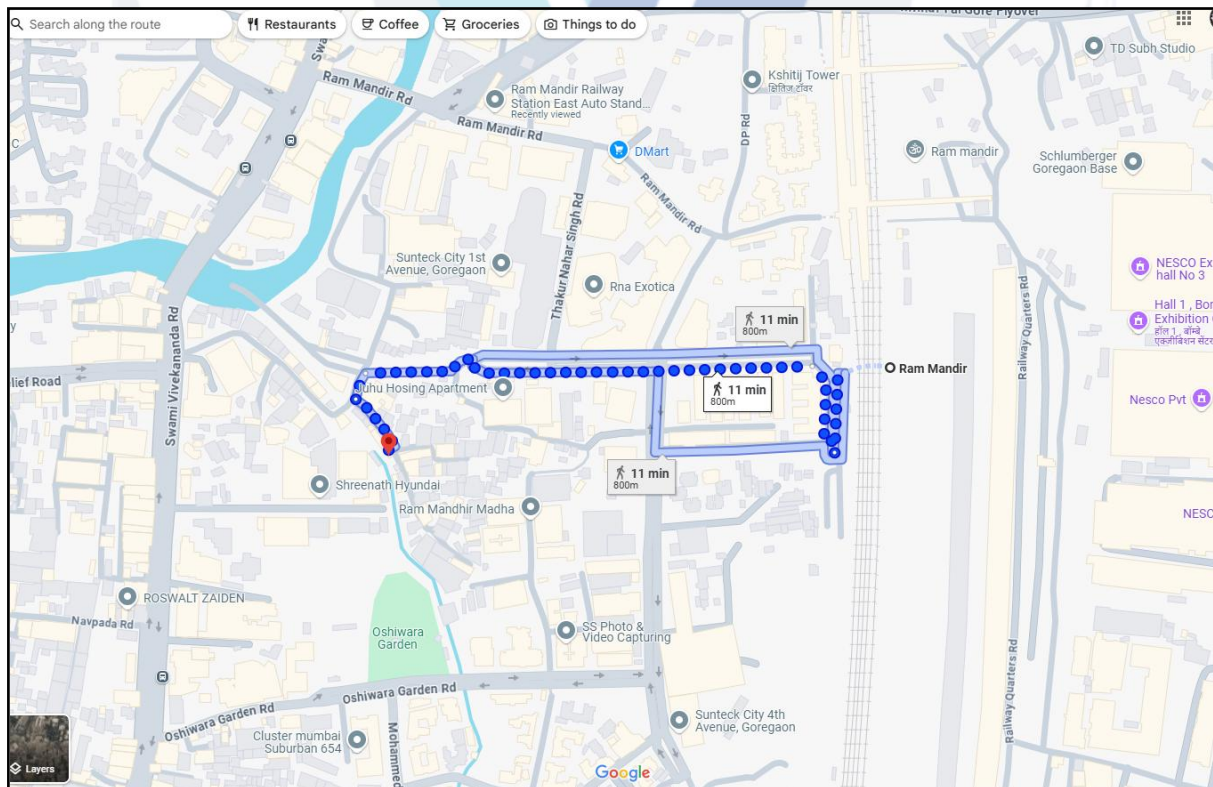 Search along the route
Restaurants
Coffee
Groceries
Things to do
TD Subh Studio
Kshitij Tower
क्षितिज टॉवर
Ram Mandir Rd
Ram Mandir Railway
Station East Auto Stand...
Recently viewed
Ram Mandir Rd
DMart
DP Rd
Ram mandir
Schlumberger
Goregaon Base
Ram Mandir Rd
Thakur Nahar Singh Rd
Sunteck City 1st
Avenue, Goregaon
Rna Exotica
NESCO Ex
hall No 3
Hall 1 , Bor
Exhibition
हॉल 1 , बॉम्बे
Railway Quarters Rd
11 min
800m
Swami Vivekananda Rd
lief Road
Juhu Hosing Apartment
11 min
800m
Ram Mandir
Nesco Pvt
11 min
800m
Shreenath Hyundai
Ram Mandhir Madha
NESC
ROSWALT ZAIDEN
Navpada Rd
Oshiwara
Garden
SS Photo &
Video Capturing
Oshiwara Garden Rd
Oshiwara Garden Rd
Sunteck City 4th
Avenue, Goregaon
Railway Quarters Rd
Cluster mumbai
Suburban 654
Mohammed
Layers
Google